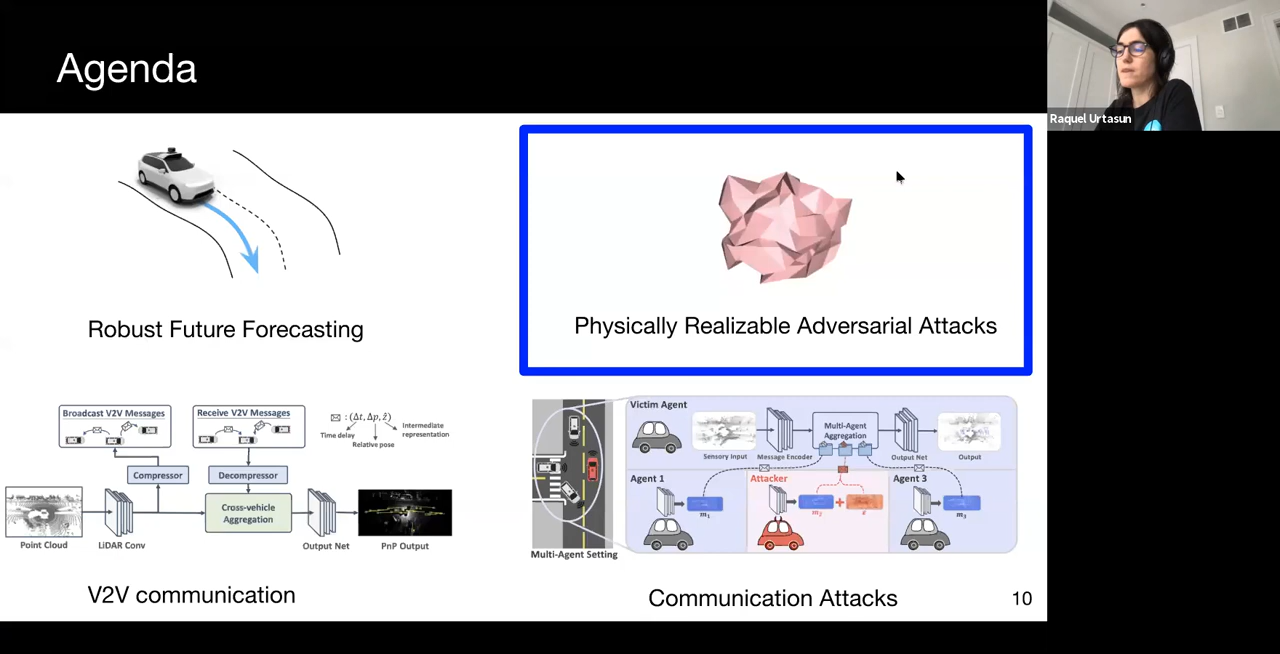 Agenda
Raquel Urtasun
Robust Future Forecasting
Physically Realizable Adversarial Attacks
Broadcast V2V Messages
Receive V2V Messages
: (Δt, Δp, ẑ)
Time delay
Relative pose
Intermediate
representation
Compressor
Decompressor
Cross-vehicle
Aggregation
Point Cloud
LiDAR Conv
Output Net
PnP Output
V2V communication
Victim Agent
Sensory Input
Message Encoder
Multi-Agent
Aggregation
Output Net
Output
Agent 1
m₁
Attacker
m₂
+
ε
Agent 3
m₃
Multi-Agent Setting
Communication Attacks
10